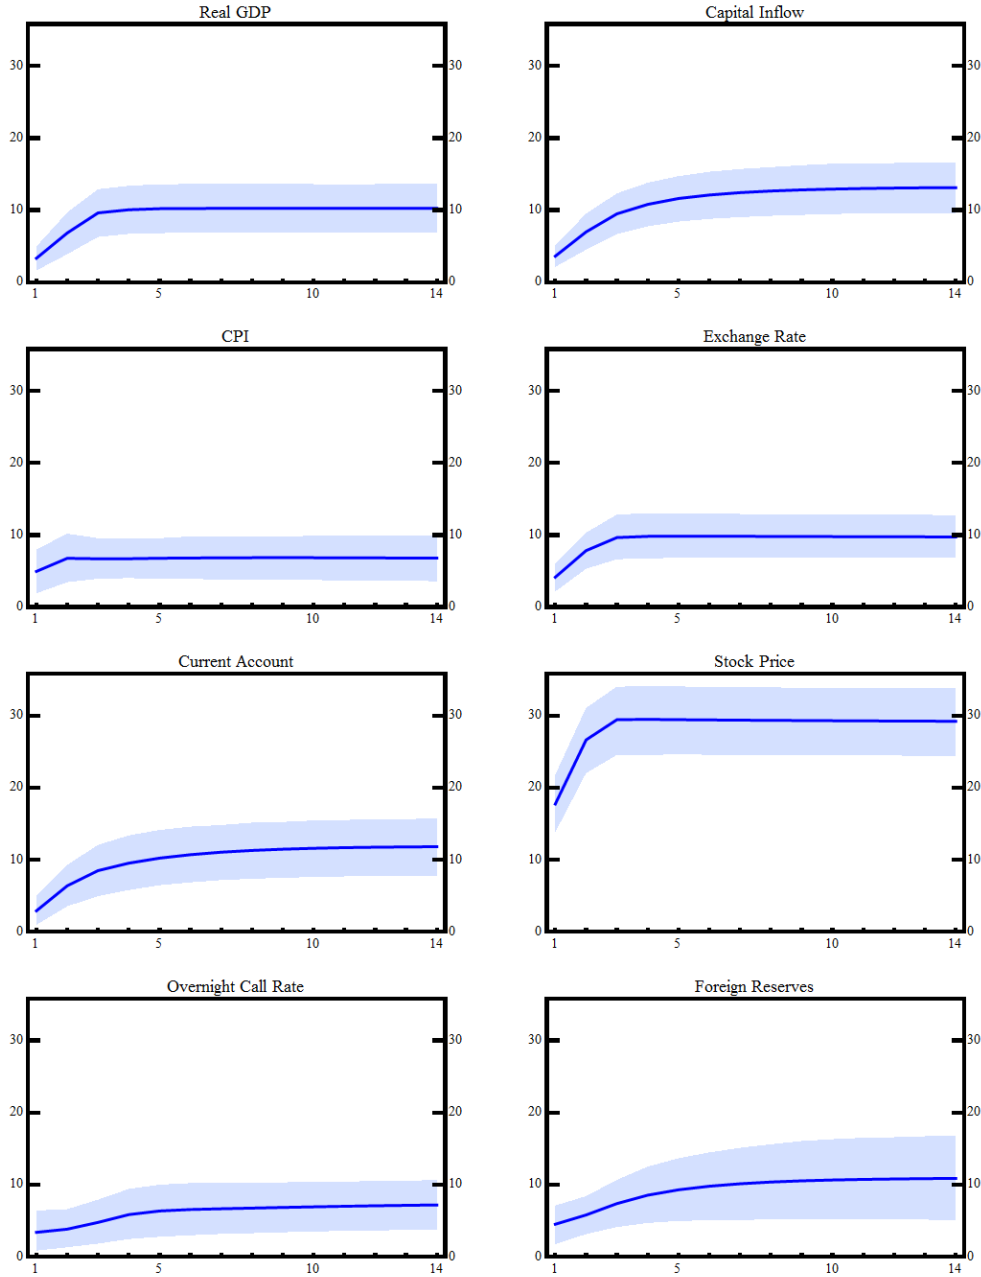 Real GDP
Capital Inflow
30 30 30 30
20 20 20 20
10 10 10 10
0 0 0 0
1 5 10 14 1 5 10 14
CPI
Exchange Rate
30 30 30 30
20 20 20 20
10 10 10 10
0 0 0 0
1 5 10 14 1 5 10 14
Current Account
Stock Price
30 30 30 30
20 20 20 20
10 10 10 10
0 0 0 0
1 5 10 14 1 5 10 14
Overnight Call Rate
Foreign Reserves
30 30 30 30
20 20 20 20
10 10 10 10
0 0 0 0
1 5 10 14 1 5 10 14